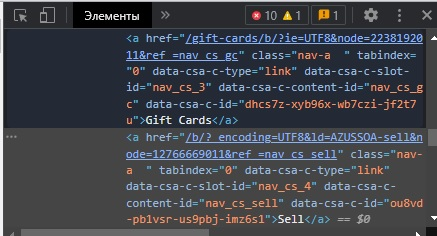 Элементы
10
1
1
<a href="/gift-cards/b/?ie=UTF8&node=22381920
11&ref_=nav_cs_gc" class="nav-a  " tabindex=
"0" data-csa-c-type="link" data-csa-c-slot-
id="nav_cs_3" data-csa-c-content-id="nav_cs_g
c" data-csa-c-id="dhcs7z-xyb96x-wb7czi-jf2t7
u">Gift Cards</a>
<a href="/b/?_encoding=UTF8&ld=AZUSSOA-sell&n
ode=12766669011&ref_=nav_cs_sell" class="nav-
a  " tabindex="0" data-csa-c-type="link"
data-csa-c-slot-id="nav_cs_4" data-csa-c-
content-id="nav_cs_sell" data-csa-c-id="ou8vd
-pb1vsr-us9pbj-imz6s1">Sell</a> == $0